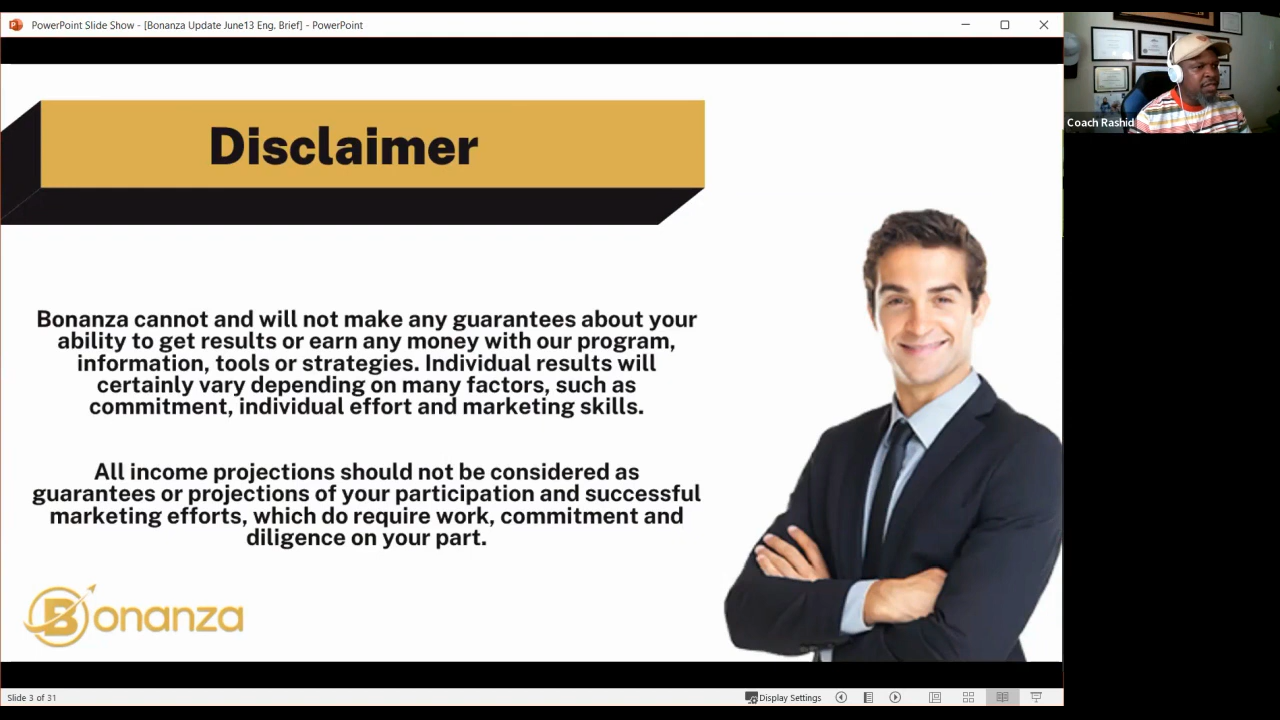 PowerPoint Slide Show - [Bonanza Update June13 Eng. Brief] - PowerPoint
Coach Rashid
Disclaimer
Bonanza cannot and will not make any guarantees about your
ability to get results or earn any money with our program,
information, tools or strategies. Individual results will
certainly vary depending on many factors, such as
commitment, individual effort and marketing skills.
All income projections should not be considered as
guarantees or projections of your participation and successful
marketing efforts, which do require work, commitment and
diligence on your part.
Bonanza
Slide 3 of 31
Display Settings